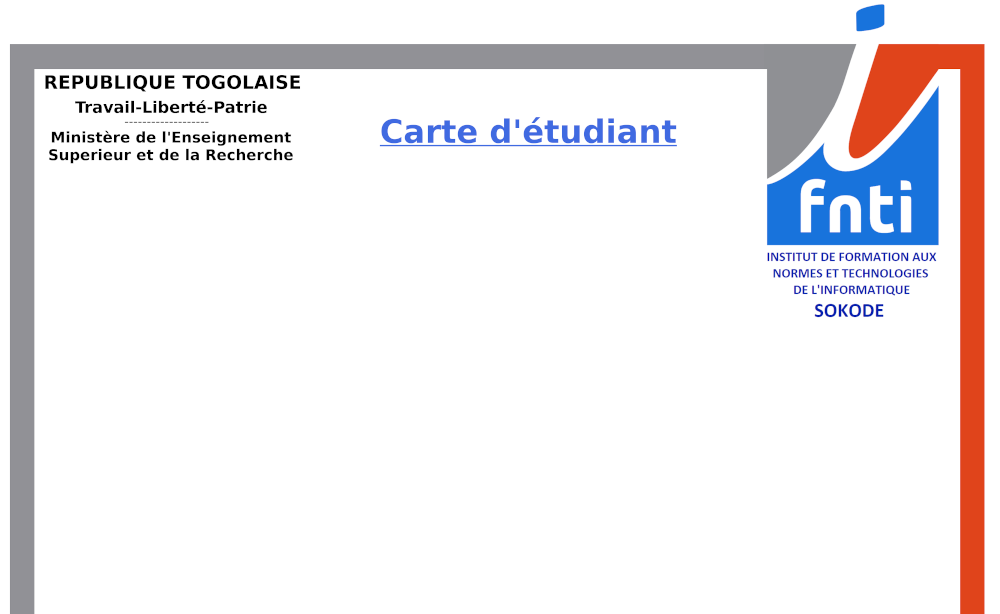 REPUBLIQUE TOGOLAISE
Travail-Liberté-Patrie
-------------------
Ministère de l'Enseignement
Superieur et de la Recherche
Carte d'étudiant
ifnti
INSTITUT DE FORMATION AUX
NORMES ET TECHNOLOGIES
DE L'INFORMATIQUE
SOKODE